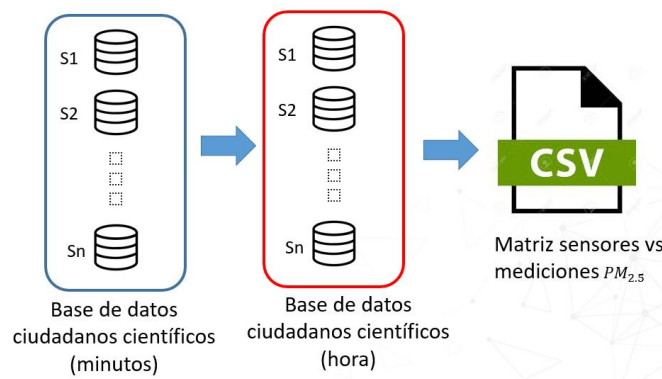 S1
S2
Sn
Base de datos
ciudadanos científicos
(minutos)
S1
S2
Sn
Base de datos
ciudadanos científicos
(hora)
CSV
Matriz sensores vs
mediciones PM2.5